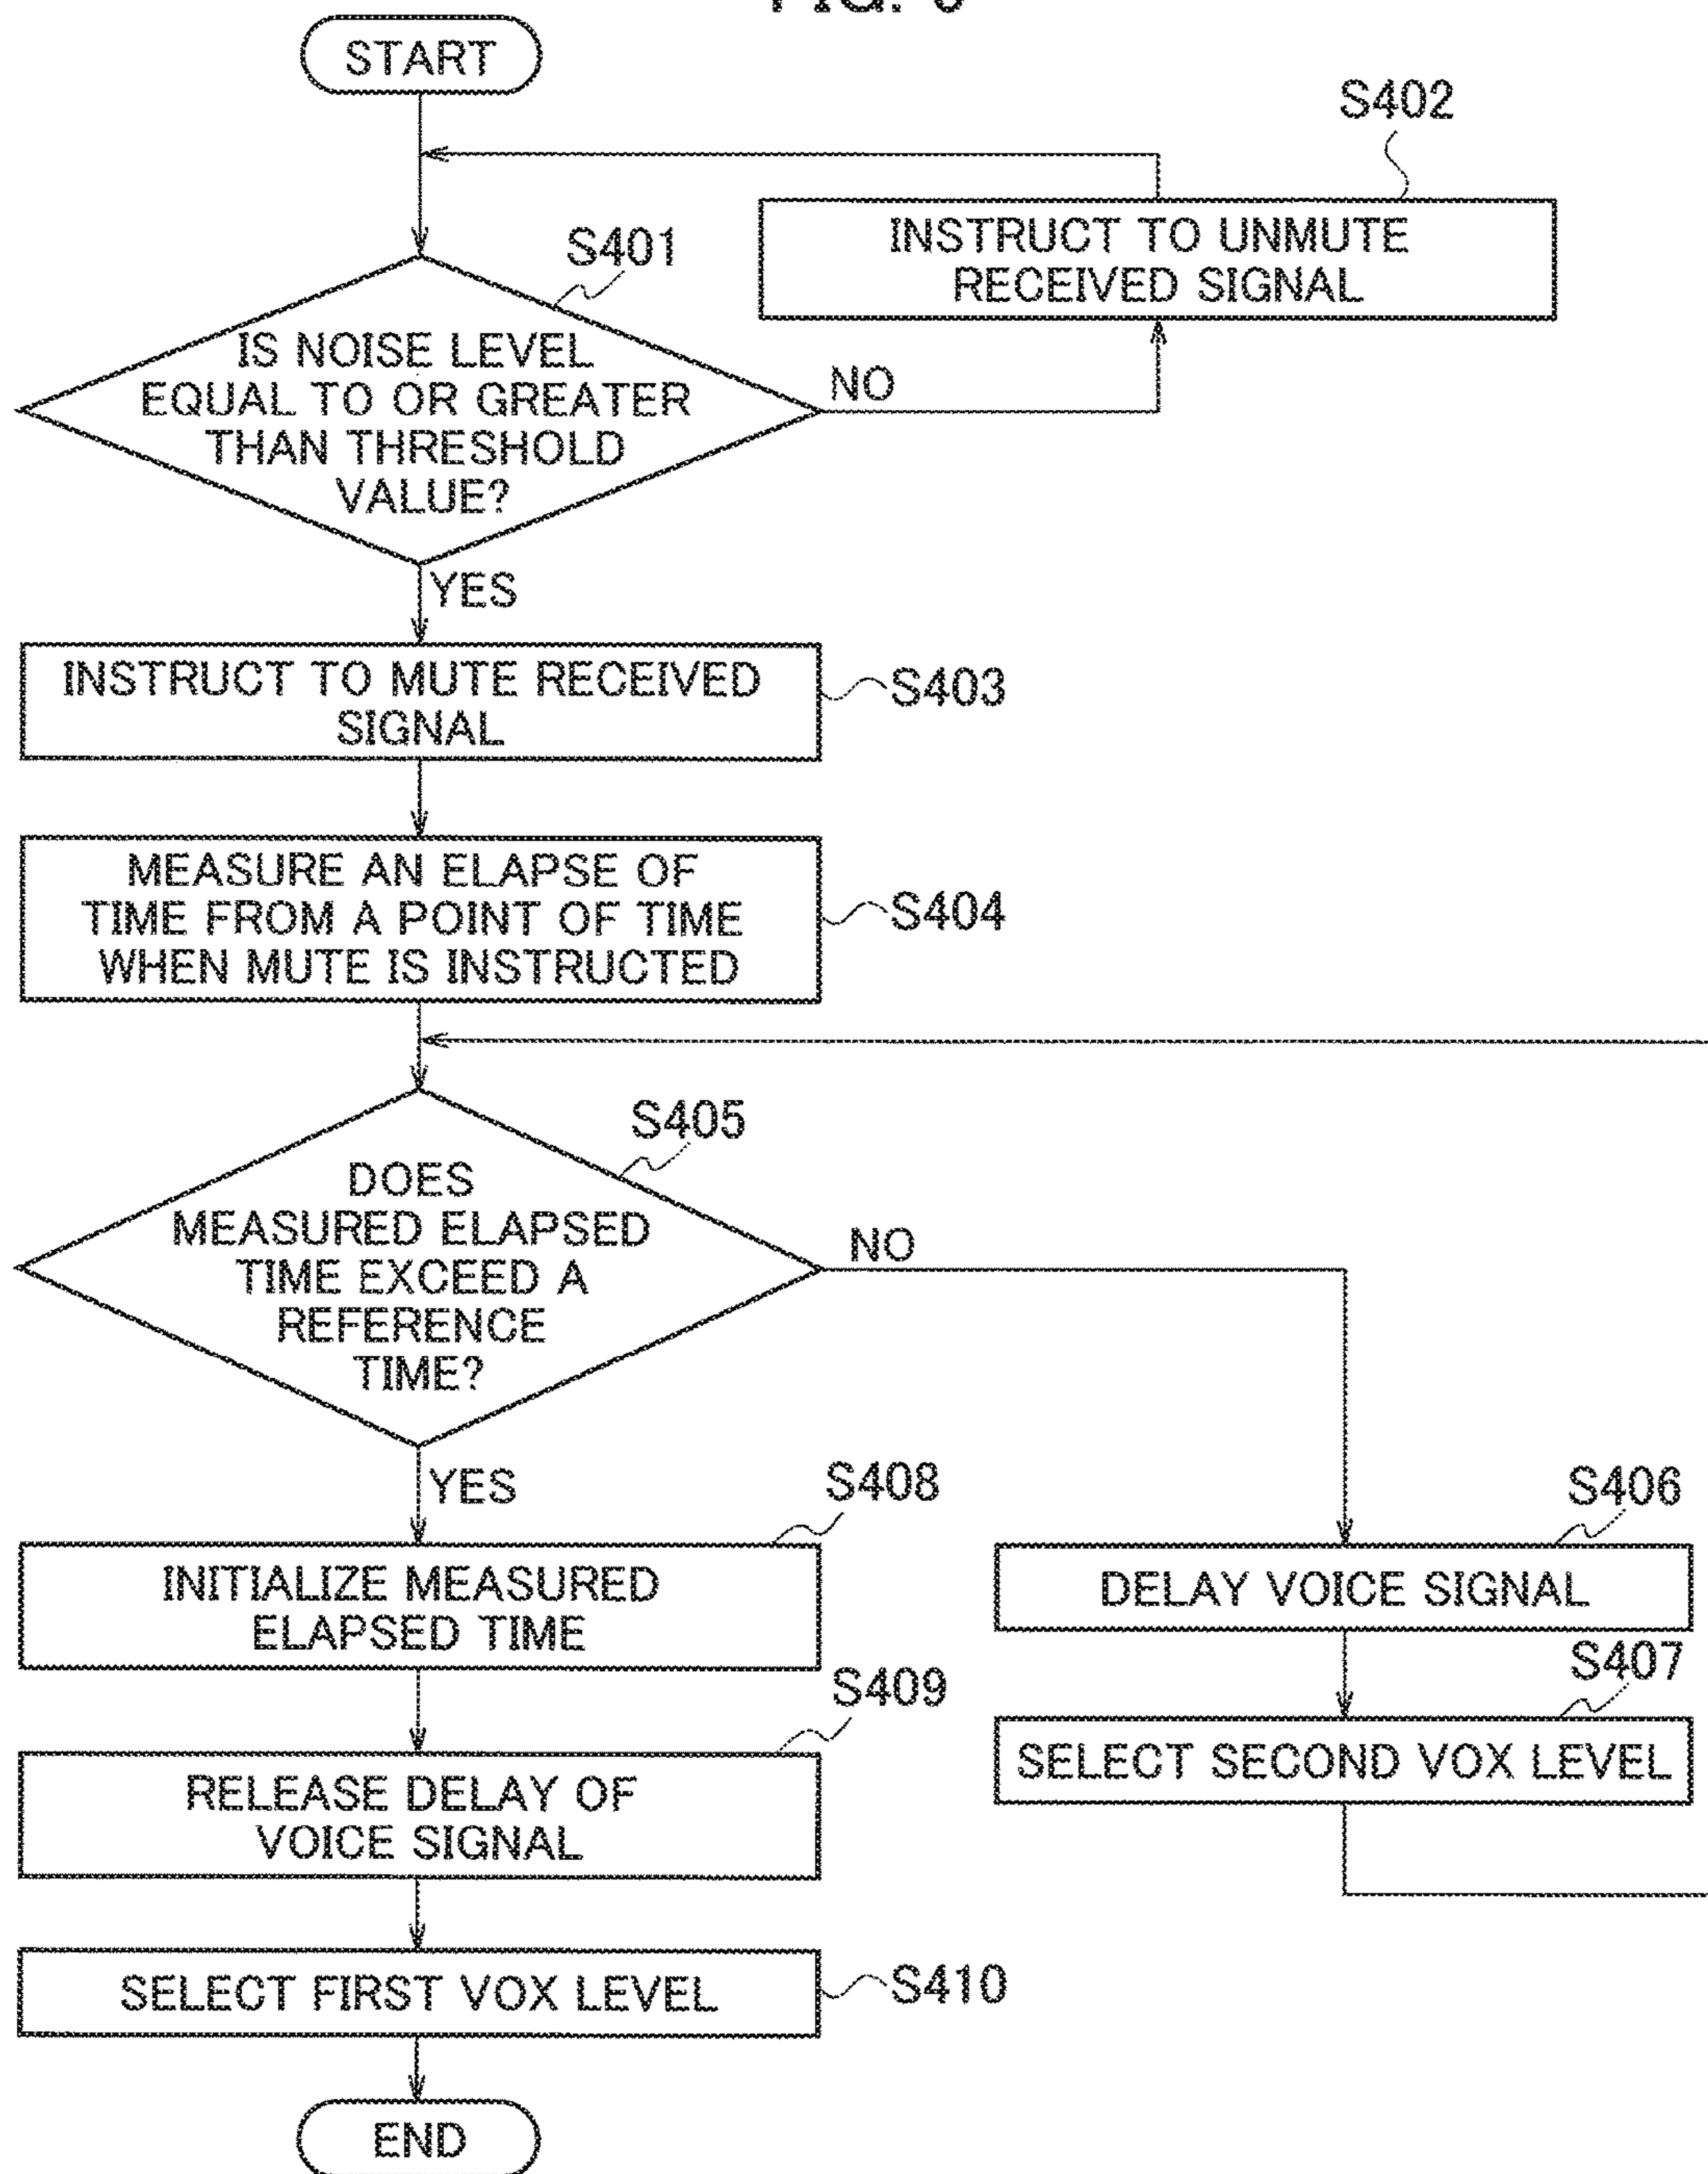 START
S402
INSTRUCT TO UNMUTE
RECEIVED SIGNAL
S401
IS NOISE LEVEL
EQUAL TO OR GREATER
THAN THRESHOLD
VALUE?
NO
YES
INSTRUCT TO MUTE RECEIVED
SIGNAL
S403
MEASURE AN ELAPSE OF
TIME FROM A POINT OF TIME
WHEN MUTE IS INSTRUCTED
S404
S405
DOES
MEASURED ELAPSED
TIME EXCEED A
REFERENCE
TIME?
NO
YES
S408
INITIALIZE MEASURED
ELAPSED TIME
S406
DELAY VOICE SIGNAL
S409
RELEASE DELAY OF
VOICE SIGNAL
S407
SELECT SECOND VOX LEVEL
SELECT FIRST VOX LEVEL
S410
END